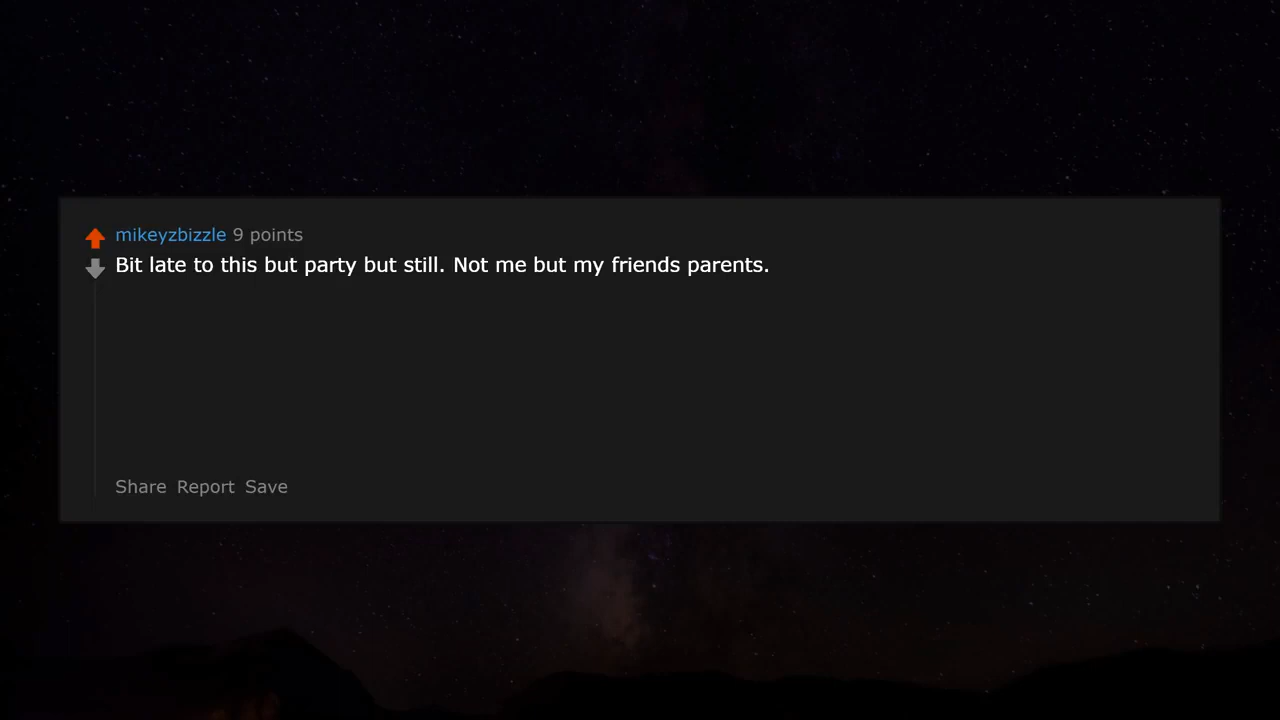 mikeyzbizzle 9 points
Bit late to this but party but still. Not me but my friends parents.
Share Report Save